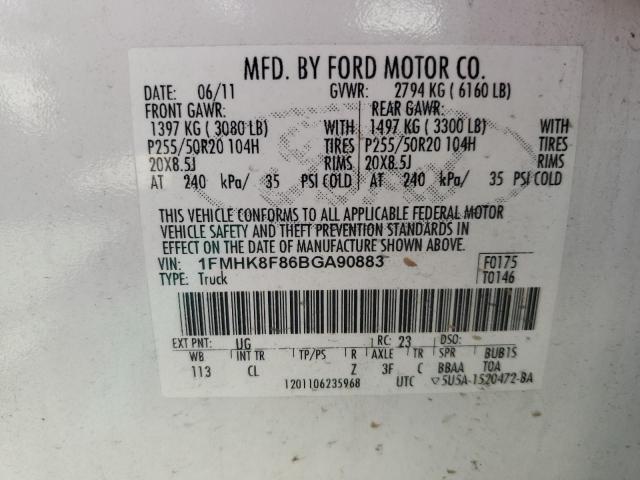 MFD. BY FORD MOTOR CO.
DATE: 06/11 GVWR: 2794 KG ( 6160 LB)
FRONT GAWR: REAR GAWR:
1397 KG ( 3080 LB) WITH 1497 KG ( 3300 LB) WITH
P255/50R20 104H TIRES P255/50R20 104H TIRES
20X8.5J RIMS 20X8.5J RIMS
AT 240 kPa/ 35 PSI COLD AT 240 kPa/ 35 PSI COLD
THIS VEHICLE CONFORMS TO ALL APPLICABLE FEDERAL MOTOR
VEHICLE SAFETY AND THEFT PREVENTION STANDARDS IN
EFFECT ON THE DATE OF MANUFACTURE SHOWN ABOVE.
VIN: 1FMHK8F86BGA90883 F0175
TYPE: Truck T0146
EXT PNT: UG RC: 23 DSO:
WB INT TR TP/PS R AXLE TR SPR BUB1S
113 CL Z 3F C BBAA TOA
1201106235968 UTC ▽5U5A-1520472-BA